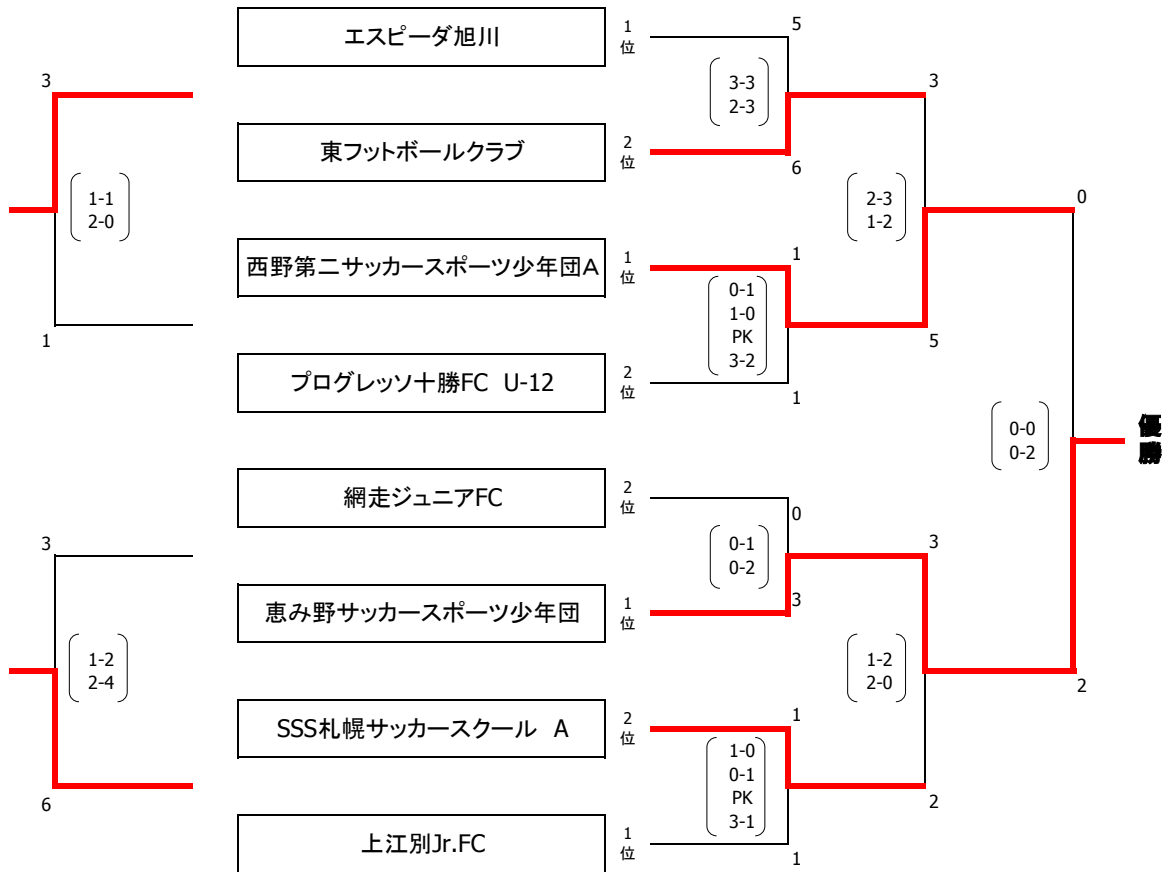 エスピーダ旭川
1位
5
3-3
2-3
3
3
東フットボールクラブ
2位
6
1-1
2-0
2-3
1-2
0
西野第二サッカースポーツ少年団A
1位
1
0-1
1-0
PK
3-2
1
5
プログレッソ十勝FC U-12
2位
1
0-0
0-2
優勝
網走ジュニアFC
2位
0
0-1
0-2
3
3
恵み野サッカースポーツ少年団
1位
3
1-2
2-4
1-2
2-0
2
SSS札幌サッカースクール A
2位
1
1-0
0-1
PK
3-1
6
2
上江別Jr.FC
1位
1